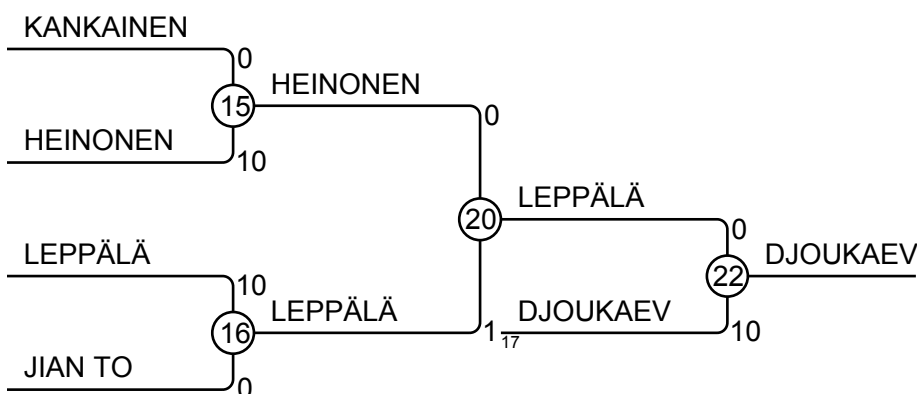 KANKAINEN
0
15
HEINONEN
0
HEINONEN
10
20
LEPPÄLÄ
0
LEPPÄLÄ
10
22
DJOUKAEV
16
LEPPÄLÄ
1
17
DJOUKAEV
10
JIAN TO
0